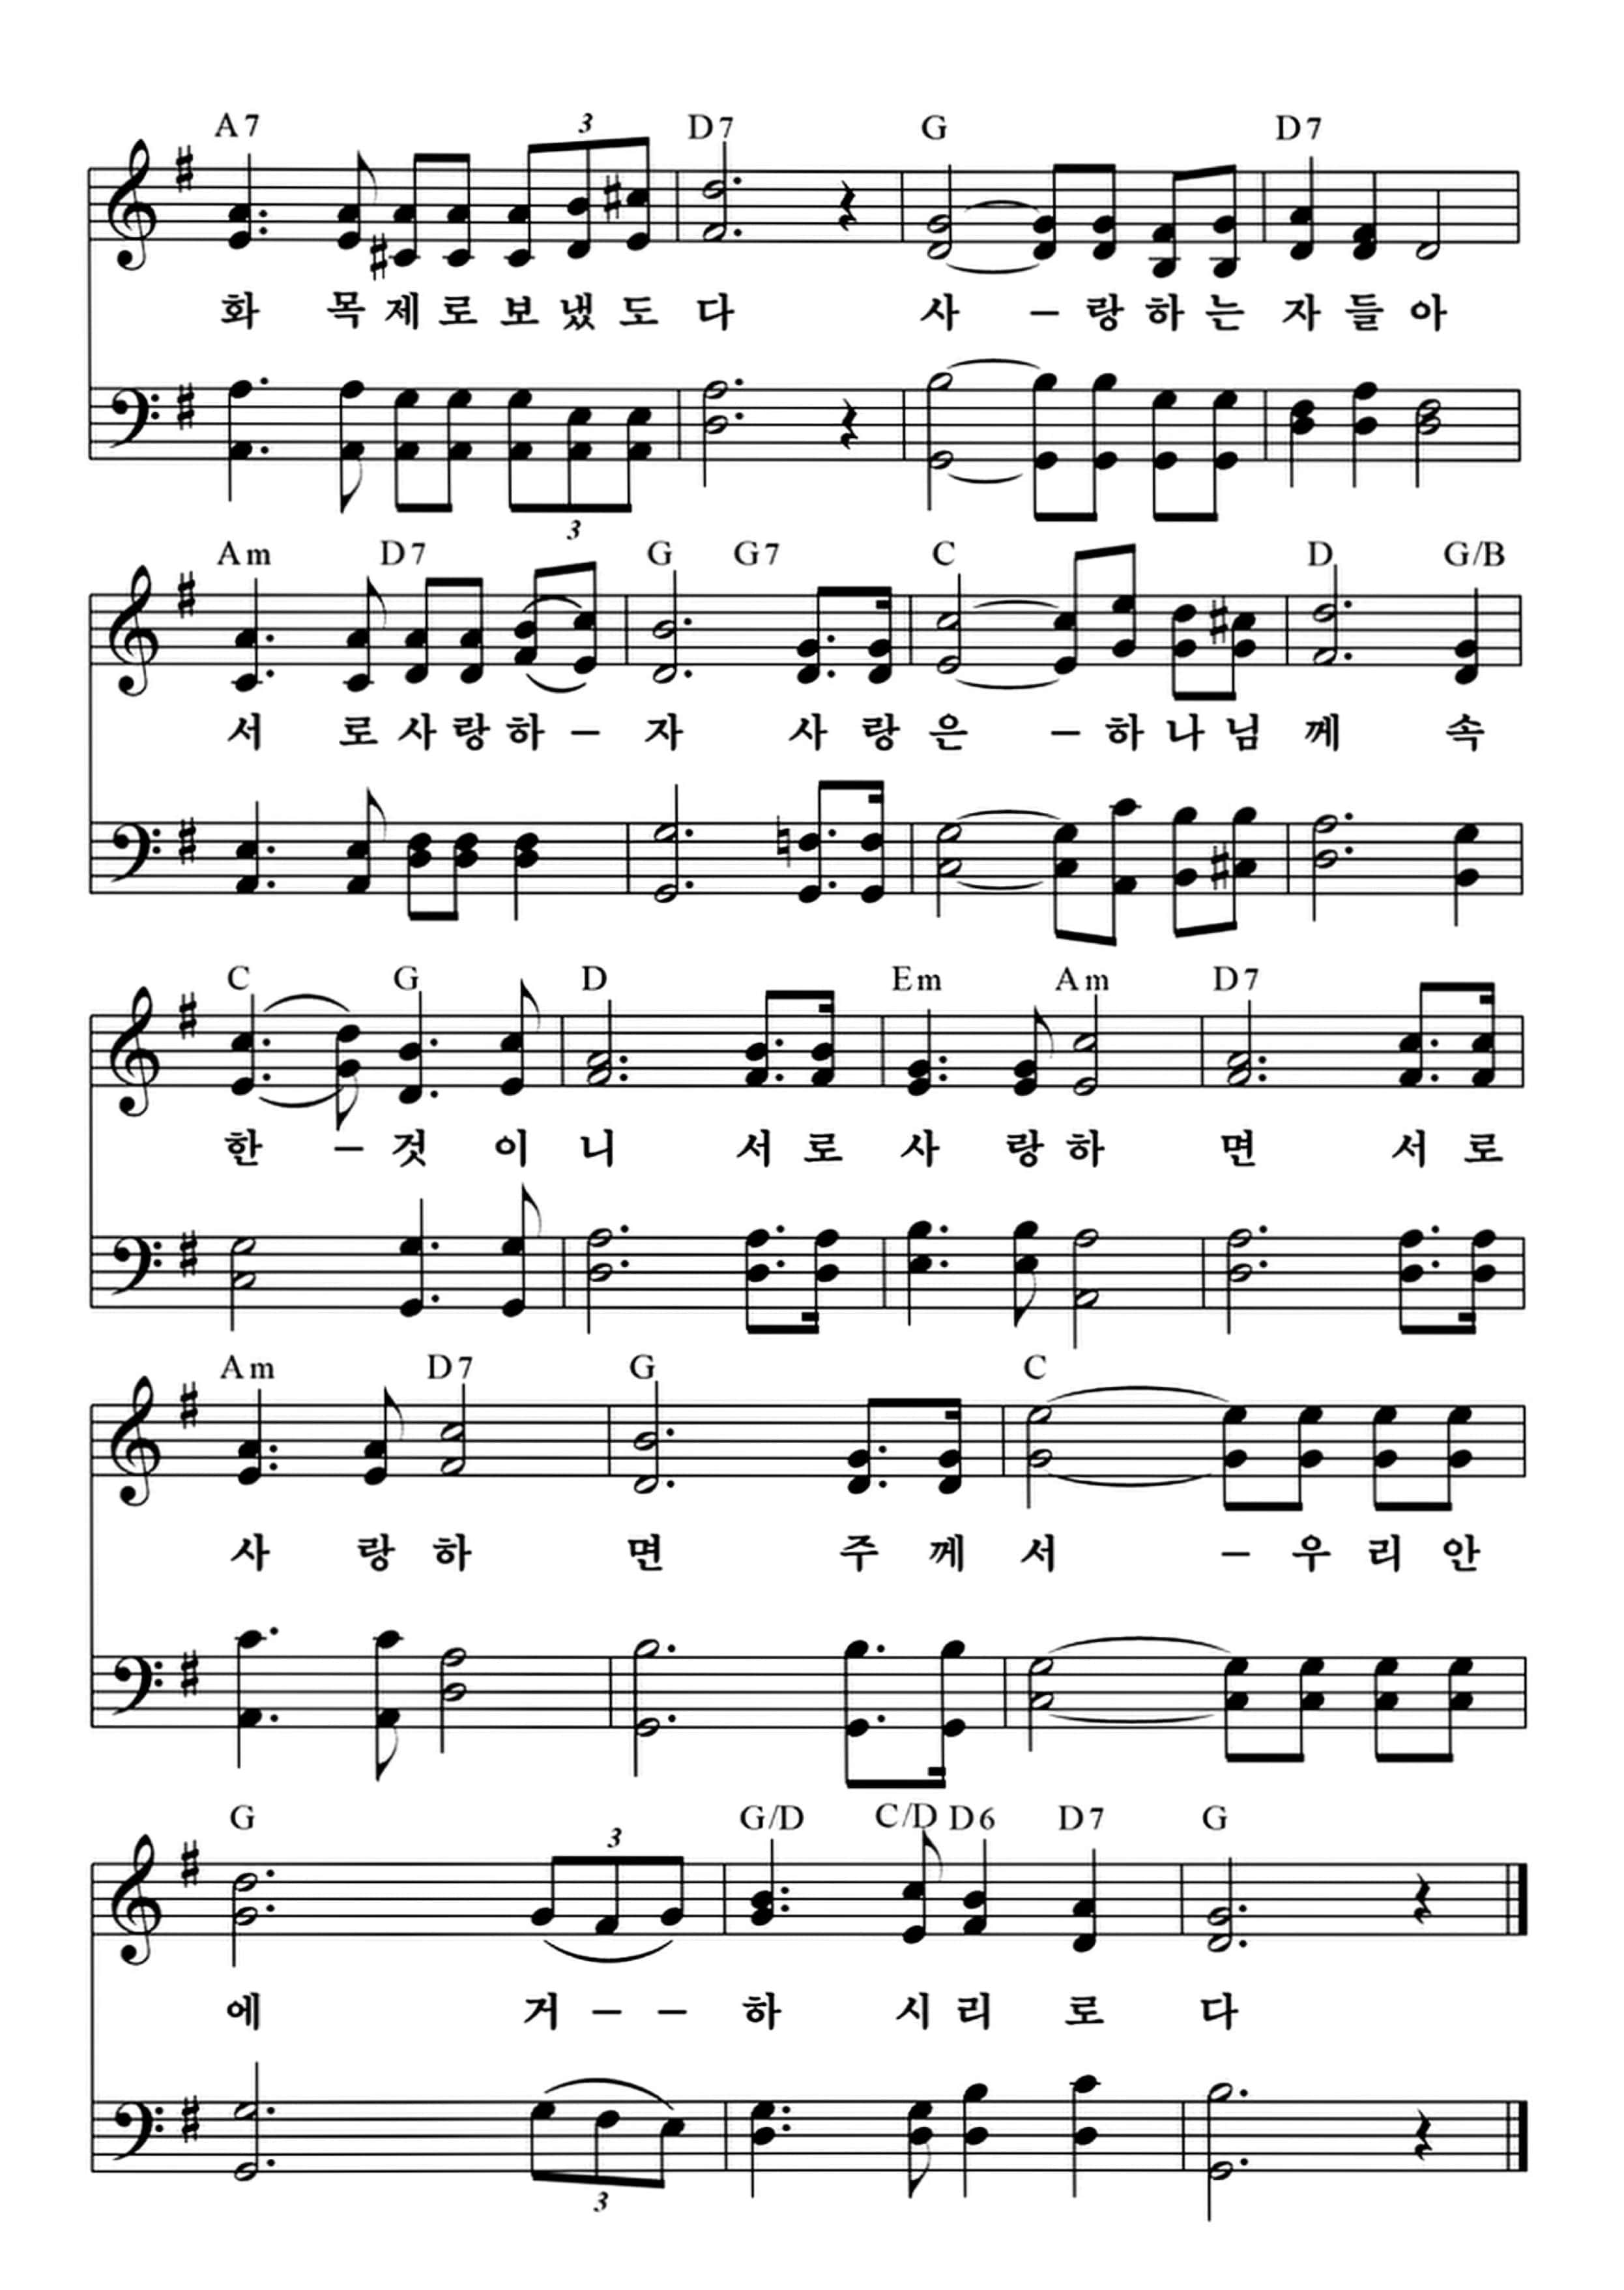 A7 3 D7 G D7
화 목 제 로 보 냈 도 다 사 – 랑 하 는 자 들 아
3
Am D7 G G7 C D G/B
서 로 사 랑 하 – 자 사 랑 은 – 하 나 님 께 속
C G D Em Am D7
한 – 것 이 니 서 로 사 랑 하 면 서 로
Am D7 G C
사 랑 하 면 주 께 서 – 우 리 안
G 3 G/D C/D D6 D7 G
에 거 – – 하 시 리 로 다
3